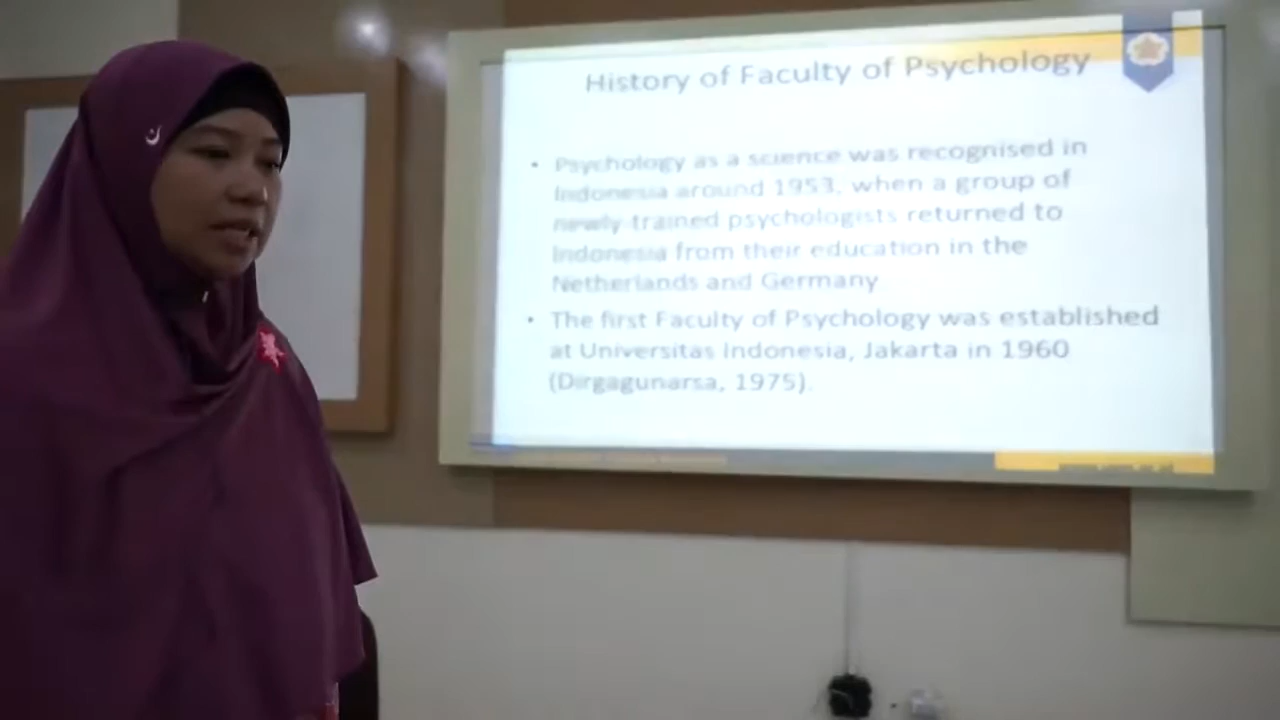 History of Faculty of Psychology
• Psychology as a science was recognised in
Indonesia around 1953, when a group of
newly-trained psychologists returned to
Indonesia from their education in the
Netherlands and Germany
• The first Faculty of Psychology was established
at Universitas Indonesia, Jakarta in 1960
(Dirgagunarsa, 1975).